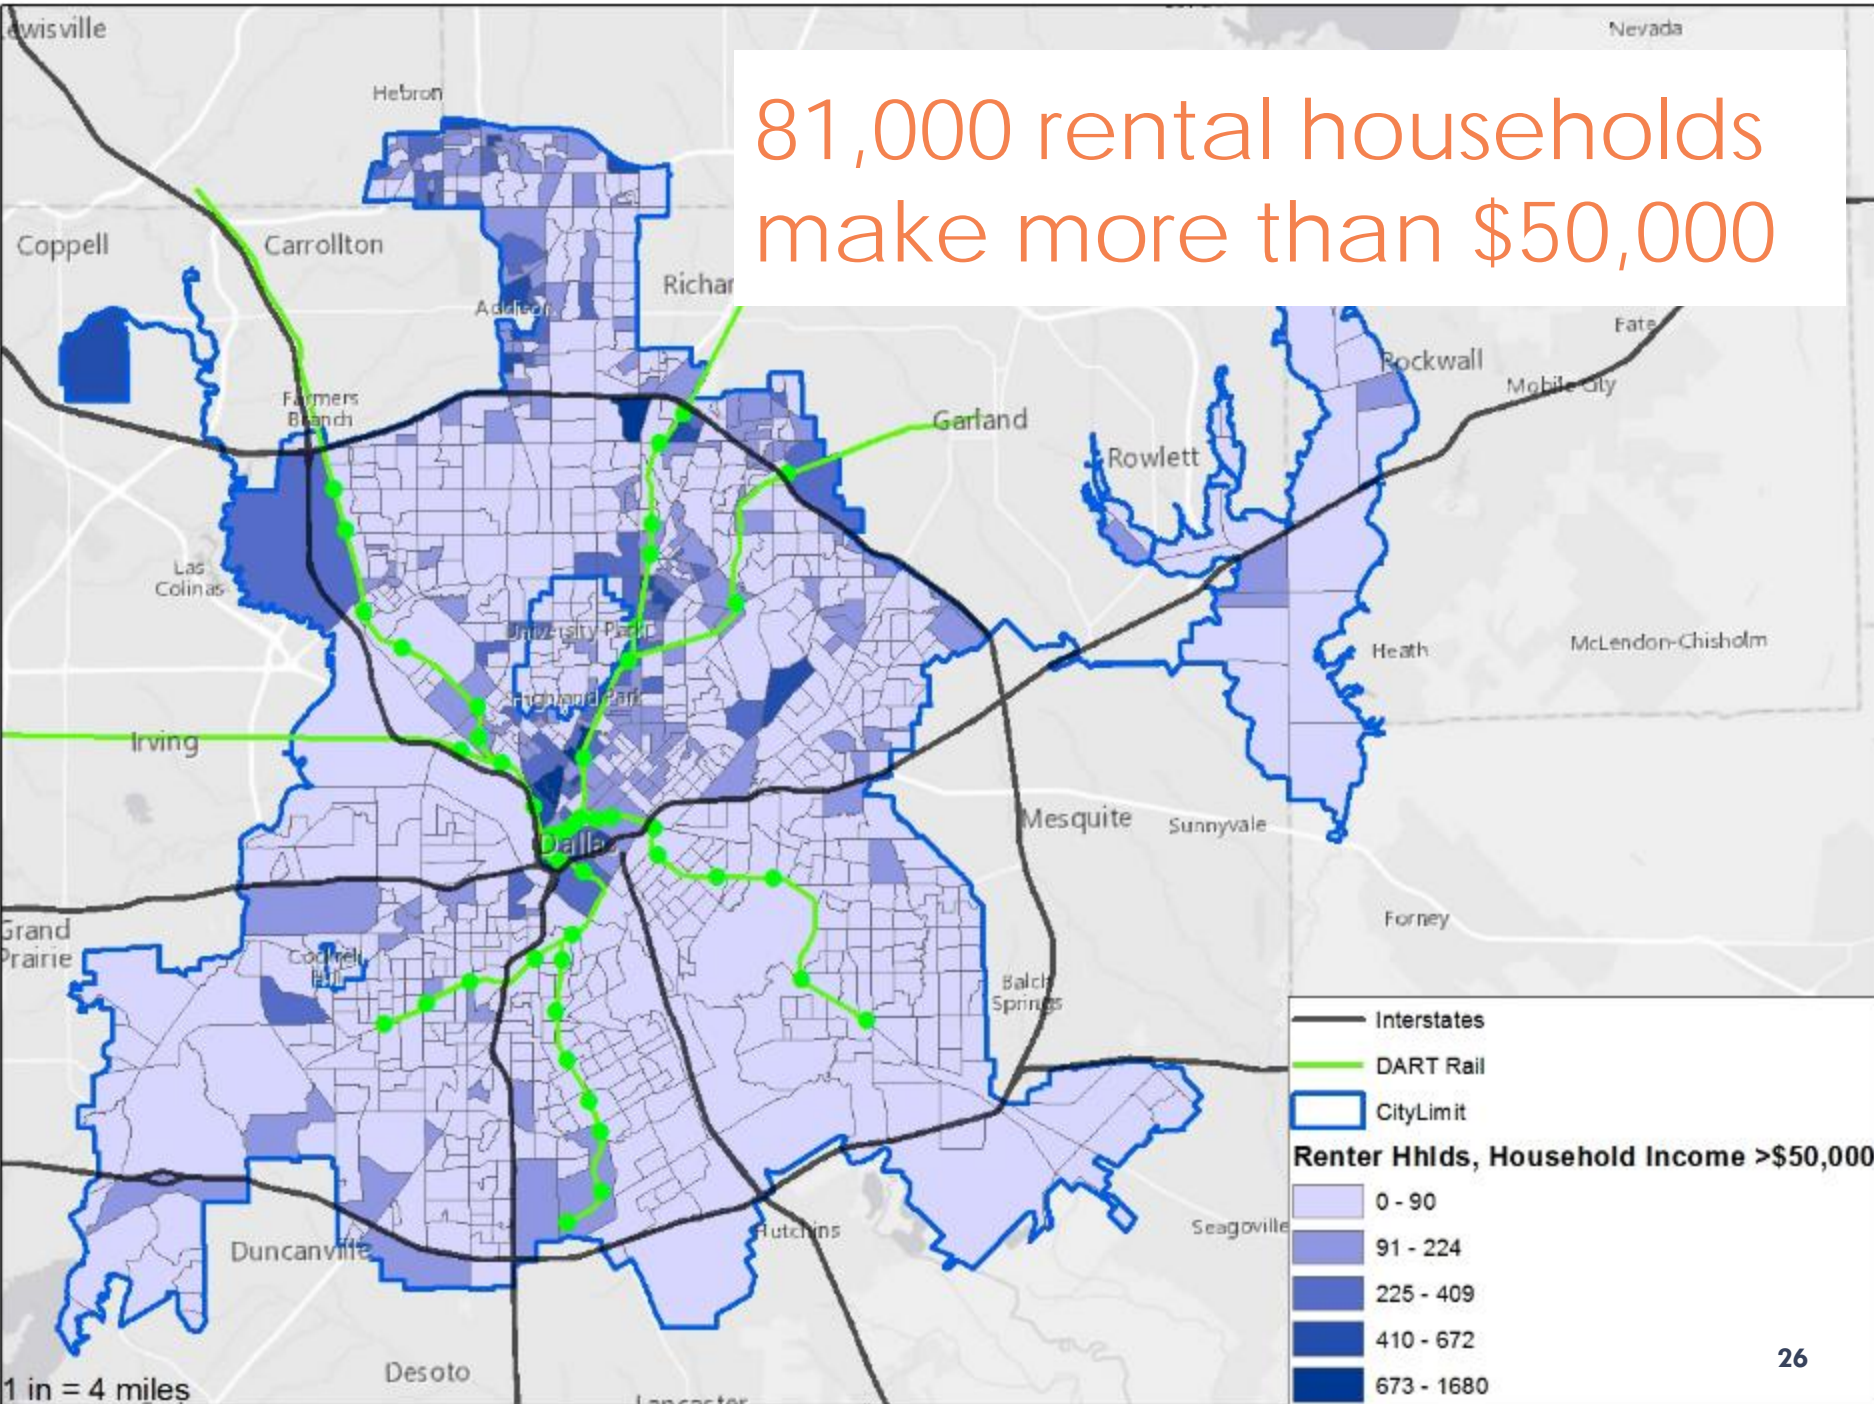 ewisville
Nevada
Hebron
81,000 rental households
make more than $50,000
Coppell
Carrollton
Richar
Addison
Fate
Rockwall
Mobile City
Farmers
Branch
Garland
Rowlett
Las
Colinas
University Park
Heath
McLendon-Chisholm
Highland Park
Irving
Mesquite
Sunnyvale
Dallas
Grand
Prairie
Forney
Cockrell
Hill
Balch
Springs
Interstates
DART Rail
CityLimit
Renter Hhlds, Household Income >$50,000
0 - 90
91 - 224
225 - 409
410 - 672
673 - 1680
Hutchins
Seagoville
Duncanville
Desoto
26
1 in = 4 miles
Lancaster